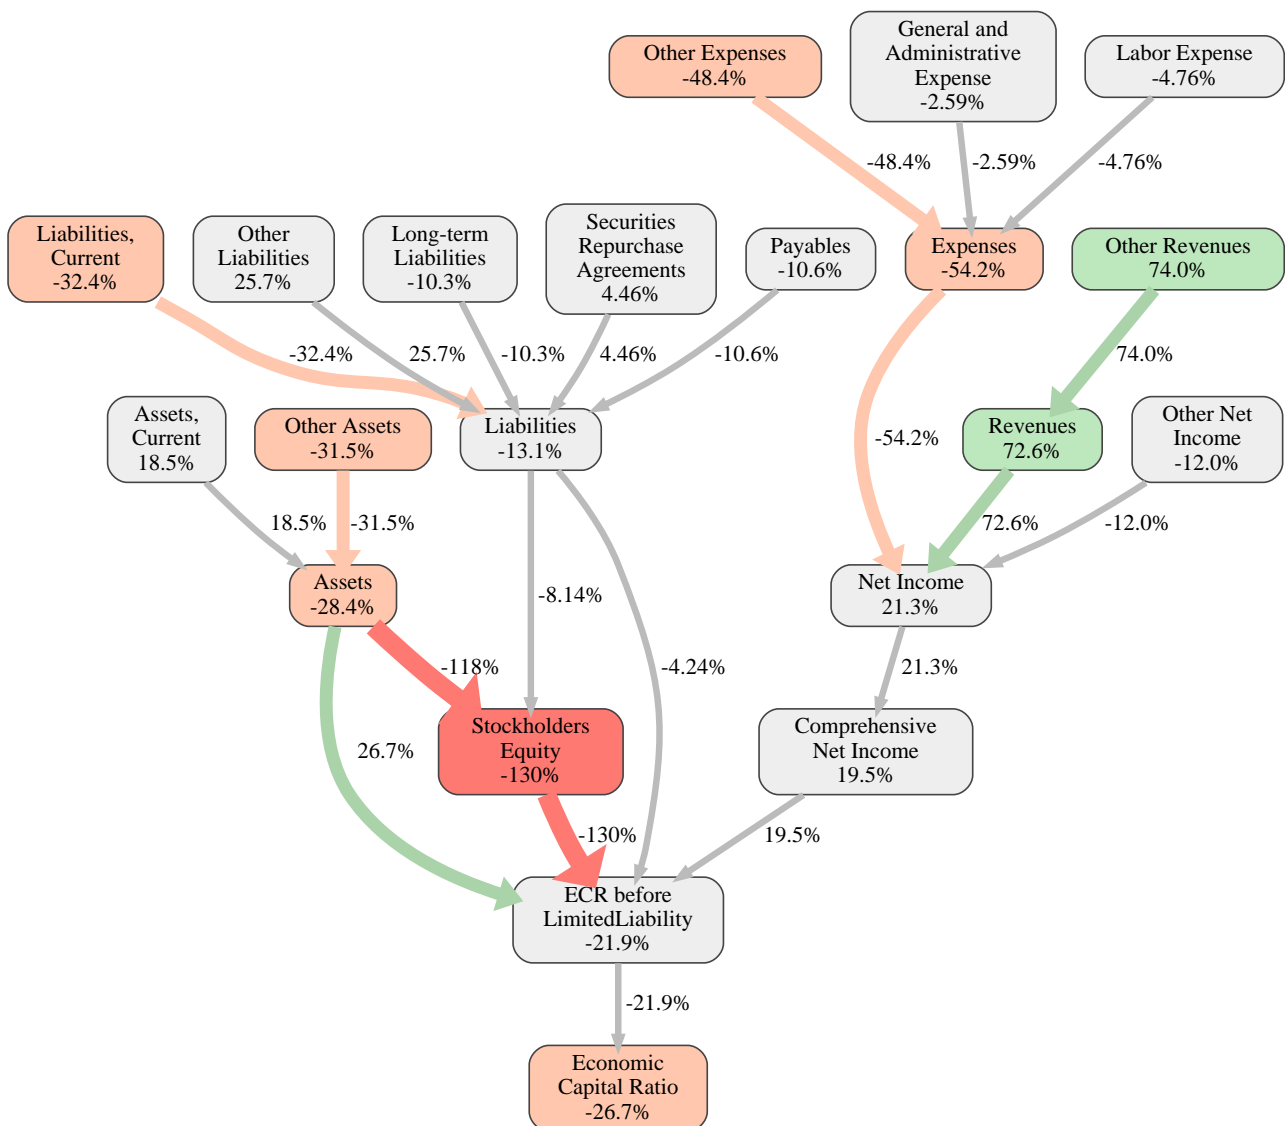 Other Expenses
-48.4%
General and
Administrative
Expense
-2.59%
Labor Expense
-4.76%
-48.4%
-2.59%
-4.76%
Liabilities,
Current
-32.4%
Other
Liabilities
25.7%
Long-term
Liabilities
-10.3%
Securities
Repurchase
Agreements
4.46%
Payables
-10.6%
Expenses
-54.2%
Other Revenues
74.0%
-32.4%
25.7%
-10.3%
4.46%
-10.6%
74.0%
Assets,
Current
18.5%
Other Assets
-31.5%
Liabilities
-13.1%
-54.2%
Revenues
72.6%
Other Net
Income
-12.0%
18.5%
-31.5%
72.6%
-12.0%
Assets
-28.4%
-8.14%
Net Income
21.3%
-118%
-4.24%
21.3%
26.7%
Stockholders
Equity
-130%
Comprehensive
Net Income
19.5%
-130%
19.5%
ECR before
LimitedLiability
-21.9%
-21.9%
Economic
Capital Ratio
-26.7%